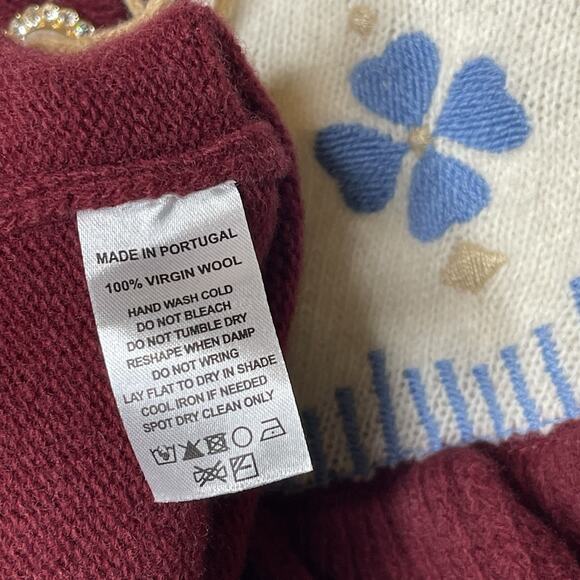 MADE IN PORTUGAL
100% VIRGIN WOOL
HAND WASH COLD
DO NOT BLEACH
DO NOT TUMBLE DRY
RESHAPE WHEN DAMP
DO NOT WRING
LAY FLAT TO DRY IN SHADE
COOL IRON IF NEEDED
SPOT DRY CLEAN ONLY